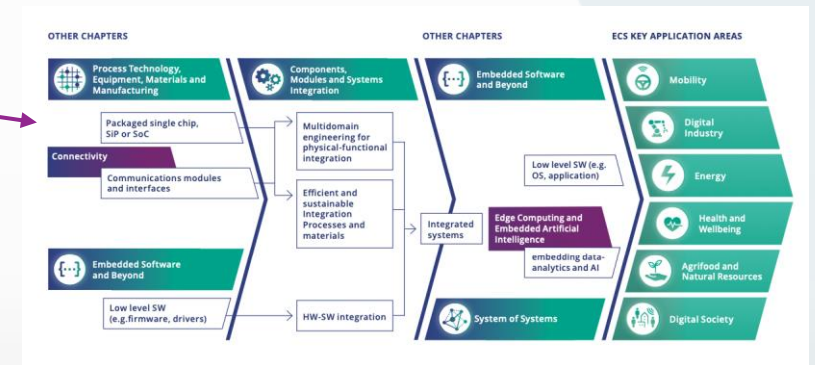 OTHER CHAPTERS
OTHER CHAPTERS
ECS KEY APPLICATION AREAS
Process Technology,
Equipment, Materials and
Manufacturing
Components,
Modules and Systems
Integration
{···}
Embedded Software
and Beyond
Mobility
Packaged single chip,
SiP or SoC
Multidomain
engineering for
physical-functional
integration
Digital
Industry
Connectivity
Communications modules
and interfaces
Low level SW (e.g.
OS, application)
Energy
Efficient and
sustainable
Integration
Processes and
materials
Integrated
systems
Edge Computing and
Embedded Artificial
Intelligence
Health and
Wellbeing
{···}
Embedded Software
and Beyond
embedding data-
analytics and AI
Agrifood and
Natural Resources
Low level SW
(e.g.firmware, drivers)
HW-SW integration
System of Systems
Digital Society